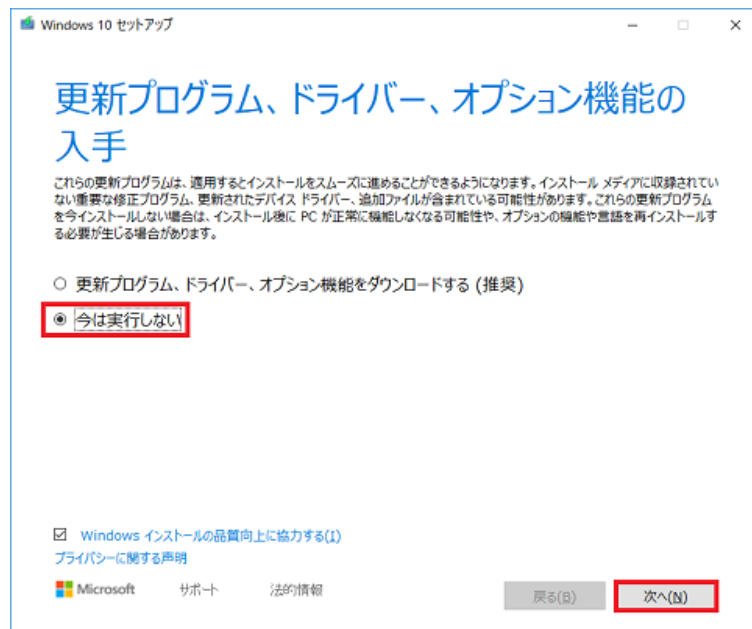 Windows 10 セットアップ
更新プログラム、ドライバー、オプション機能の
入手
これらの更新プログラムは、適用するとインストールをスムーズに進めることができるようになります。インストール メディアに収録されてい
ない重要な修正プログラム、更新されたデバイス ドライバー、追加ファイルが含まれている可能性があります。これらの更新プログラム
を今インストールしない場合は、インストール後に PC が正常に機能しなくなる可能性や、オプションの機能や言語を再インストールす
る必要が生じる場合があります。
更新プログラム、ドライバー、オプション機能をダウンロードする (推奨)
今は実行しない
Windows インストールの品質向上に協力する(I)
プライバシーに関する声明
Microsoft サポート 法的情報 戻る(B) 次へ(N)